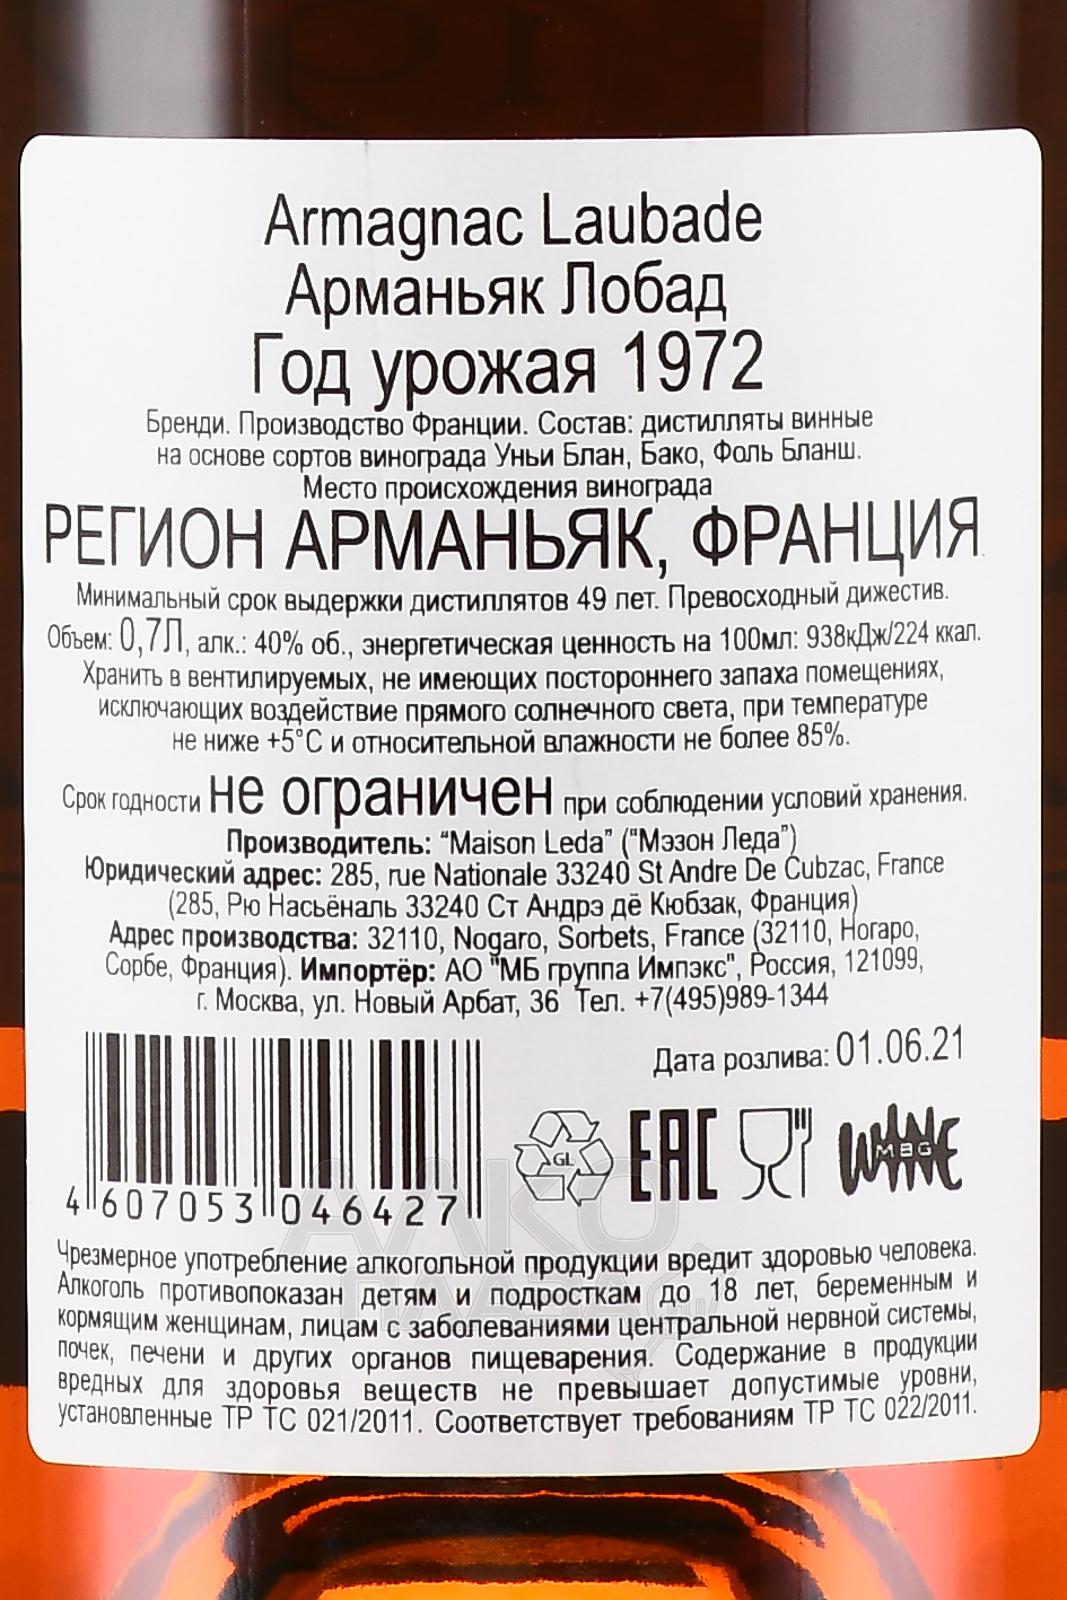 Armagnac Laubade
Арманьяк Лобад
Год урожая 1972
Бренди. Производство Франции. Состав: дистилляты винные
на основе сортов винограда Уньи Блан, Бако, Фоль Бланш.
Место происхождения винограда
РЕГИОН АРМАНЬЯК, ФРАНЦИЯ.
Минимальный срок выдержки дистиллятов 49 лет. Превосходный дижестив.
Объем: 0,7Л, алк.: 40% об., энергетическая ценность на 100мл: 938кДж/224 ккал.
Хранить в вентилируемых, не имеющих постороннего запаха помещениях,
исключающих воздействие прямого солнечного света, при температуре
не ниже +5°С и относительной влажности не более 85%.
Срок годности не ограничен при соблюдении условий хранения.
Производитель: “Maison Leda” (“Мэзон Леда”)
Юридический адрес: 285, rue Nationale 33240 St Andre De Cubzac, France
(285, Рю Насьёналь 33240 Ст Андрэ дё Кюбзак, Франция)
Адрес производства: 32110, Nogaro, Sorbets, France (32110, Ногаро,
Сорбе, Франция). Импортёр: АО "МБ группа Импэкс", Россия, 121099,
г. Москва, ул. Новый Арбат, 36 Тел. +7(495)989-1344
Дата розлива: 01.06.21
GL EAC WINE MBG
4 607053 046427
АЛКО
ПЛАЗА.ru
Чрезмерное употребление алкогольной продукции вредит здоровью человека.
Алкоголь противопоказан детям и подросткам до 18 лет, беременным и
кормящим женщинам, лицам с заболеваниями центральной нервной системы,
почек, печени и других органов пищеварения. Содержание в продукции
вредных для здоровья веществ не превышает допустимые уровни,
установленные ТР ТС 021/2011. Соответствует требованиям ТР ТС 022/2011.